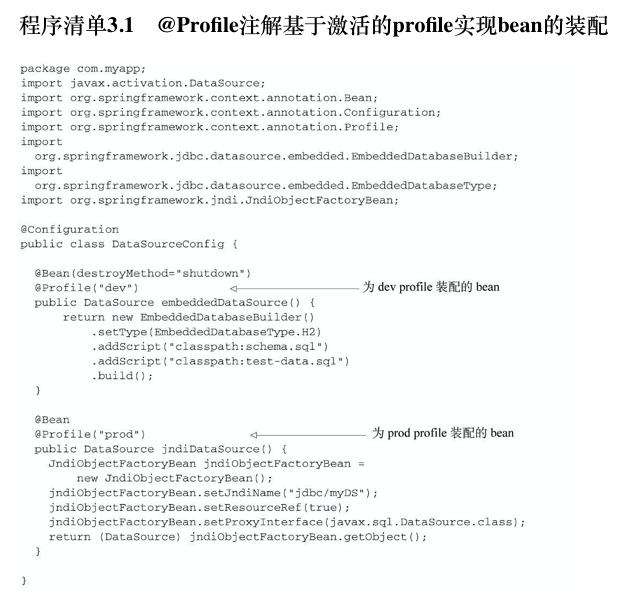 程序清单3.1 @Profile注解基于激活的profile实现bean的装配
package com.myapp;
import javax.activation.DataSource;
import org.springframework.context.annotation.Bean;
import org.springframework.context.annotation.Configuration;
import org.springframework.context.annotation.Profile;
import
org.springframework.jdbc.datasource.embedded.EmbeddedDatabaseBuilder;
import
org.springframework.jdbc.datasource.embedded.EmbeddedDatabaseType;
import org.springframework.jndi.JndiObjectFactoryBean;
@Configuration
public class DataSourceConfig {
@Bean(destroyMethod="shutdown")
@Profile("dev") 为 dev profile 装配的 bean
public DataSource embeddedDataSource() {
return new EmbeddedDatabaseBuilder()
.setType(EmbeddedDatabaseType.H2)
.addScript("classpath:schema.sql")
.addScript("classpath:test-data.sql")
.build();
}
@Bean
@Profile("prod") 为 prod profile 装配的 bean
public DataSource jndiDataSource() {
JndiObjectFactoryBean jndiObjectFactoryBean =
new JndiObjectFactoryBean();
jndiObjectFactoryBean.setJndiName("jdbc/myDS");
jndiObjectFactoryBean.setResourceRef(true);
jndiObjectFactoryBean.setProxyInterface(javax.sql.DataSource.class);
return (DataSource) jndiObjectFactoryBean.getObject();
}
}